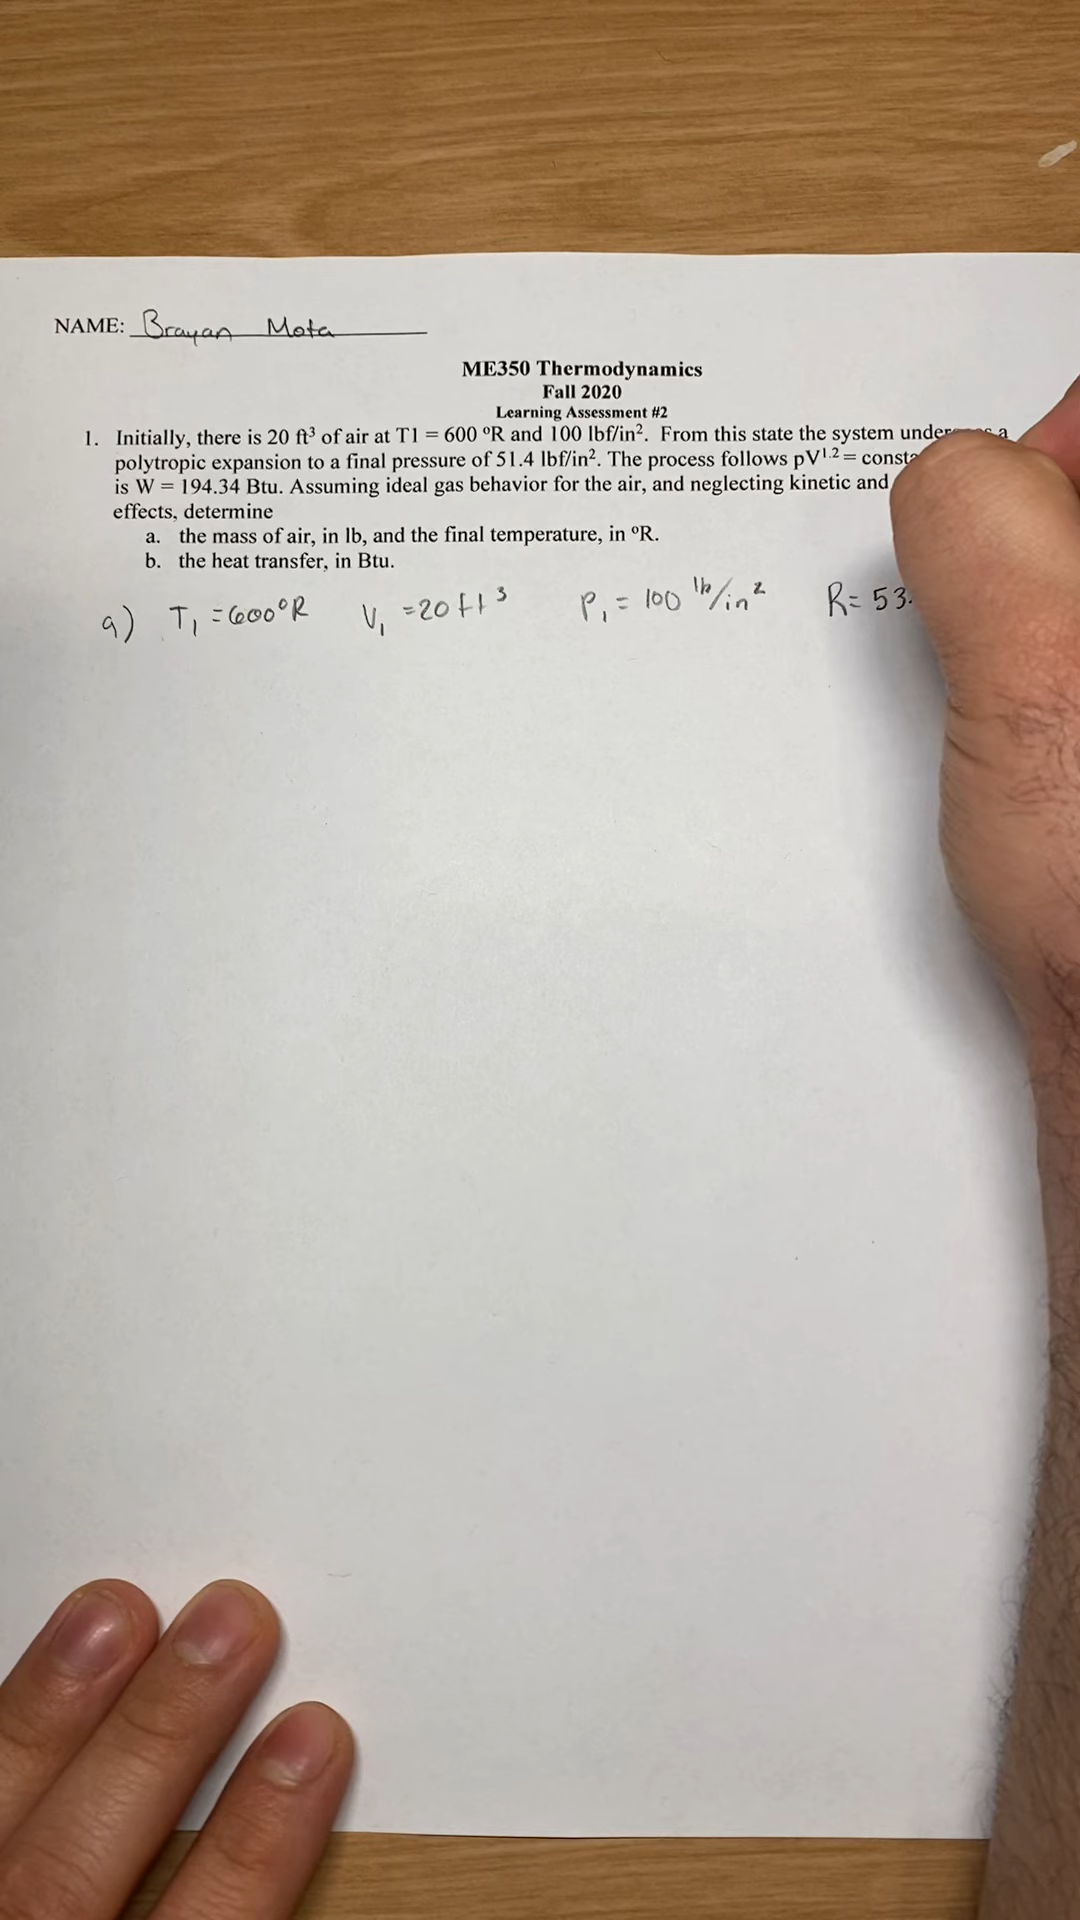 NAME: Brayan Mota
ME350 Thermodynamics
Fall 2020
Learning Assessment #2
1. Initially, there is 20 ft³ of air at T1 = 600 ºR and 100 lbf/in². From this state the system a
polytropic expansion to a final pressure of 51.4 lbf/in². The process follows pV¹·² =
is W = 194.34 Btu. Assuming ideal gas behavior for the air, and neglecting kinetic and
effects, determine
a. the mass of air, in lb, and the final temperature, in ºR.
b. the heat transfer, in Btu.
a) T₁ = 600°R V₁ = 20 ft³ P₁ = 100 lb/in² R = 53.